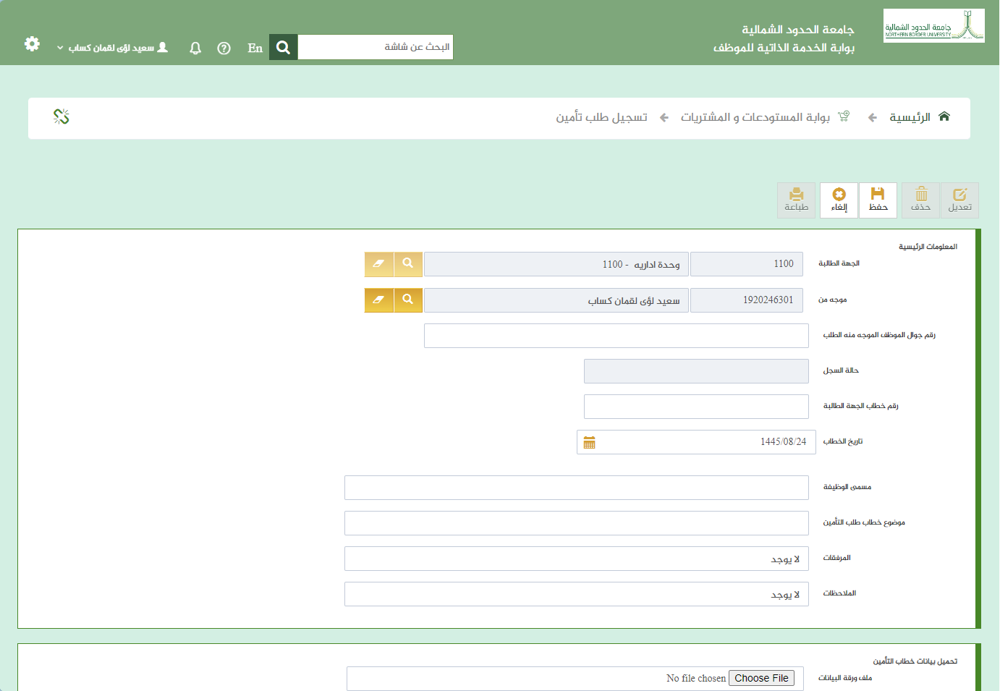 جامعة الحدود الشمالية
NORTHERN BORDER UNIVERSITY
جامعة الحدود الشمالية
بوابة الخدمة الذاتية للموظف
البحث عن شاشة
En
سعيد لؤى لقمان كساب
الرئيسية
بوابة المستودعات و المشتريات
تسجيل طلب تأمين
تعديل
حذف
حفظ
إلغاء
طباعة
المعلومات الرئيسية
الجهة الطالبة
1100
وحدة اداريه - 1100
موجه من
1920246301
سعيد لؤى لقمان كساب
رقم جوال الموظف الموجه منه الطلب
حالة السجل
رقم خطاب الجهة الطالبة
تاريخ الخطاب
1445/08/24
مسمى الوظيفة
موضوع خطاب طلب التأمين
المرفقات
لا يوجد
الملاحظات
لا يوجد
تحميل بيانات خطاب التأمين
ملف ورقة البيانات
Choose File No file chosen